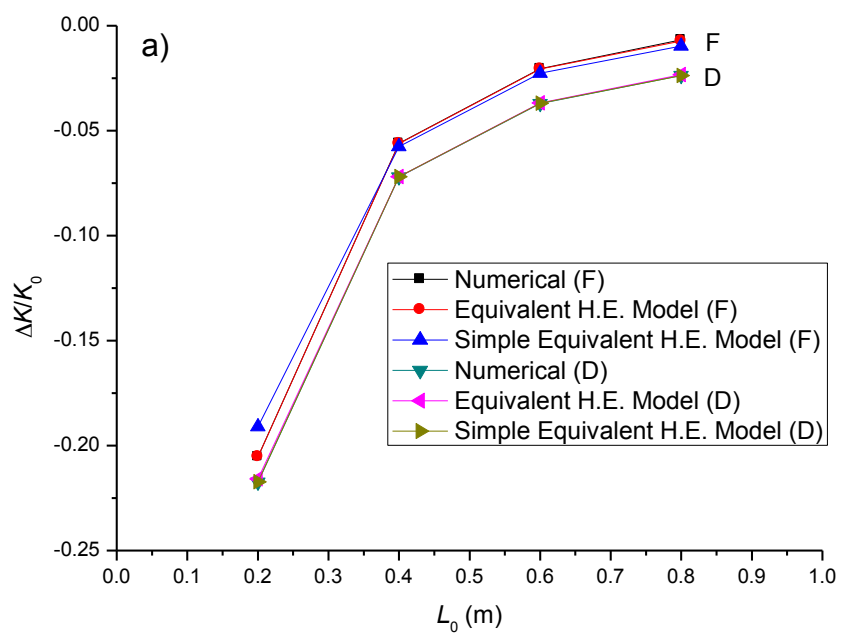 a)
F
D
0.00
-0.05
-0.10
-0.15
-0.20
-0.25
ΔK/K₀
Numerical (F)
Equivalent H.E. Model (F)
Simple Equivalent H.E. Model (F)
Numerical (D)
Equivalent H.E. Model (D)
Simple Equivalent H.E. Model (D)
0.0 0.1 0.2 0.3 0.4 0.5 0.6 0.7 0.8 0.9 1.0
L₀ (m)